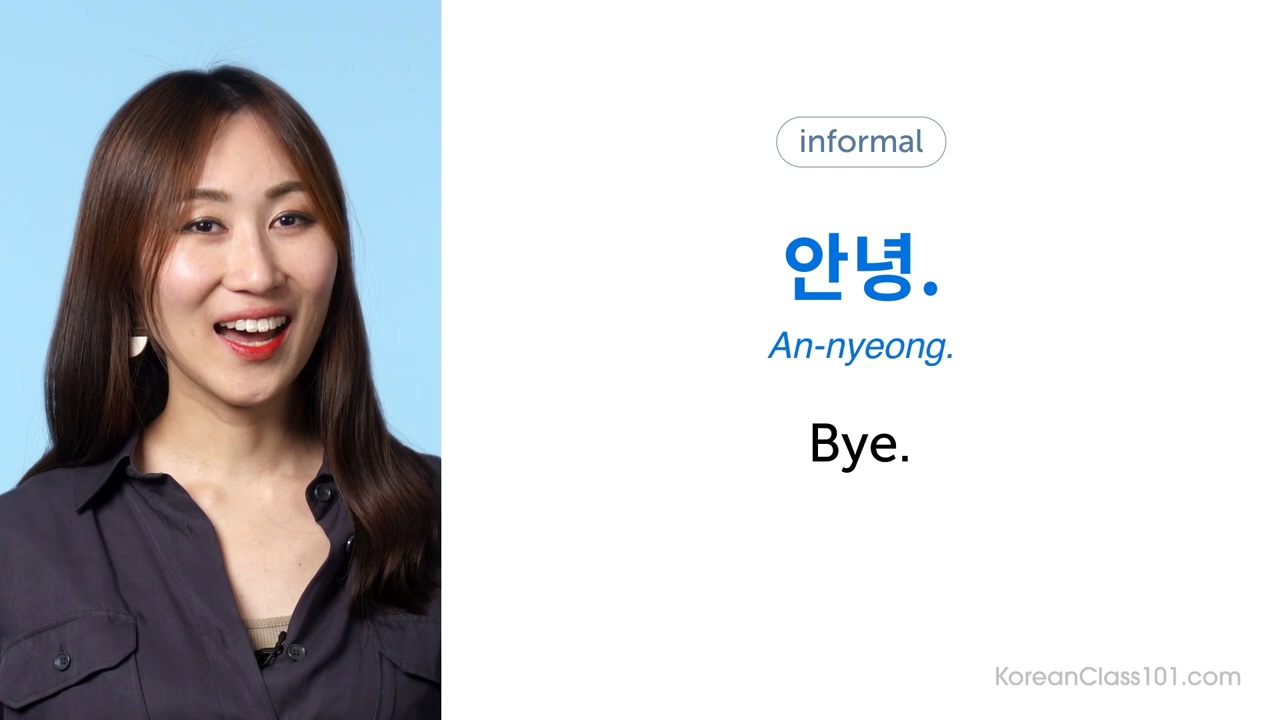 informal
안녕.
An-nyeong.
Bye.
KoreanClass101.com